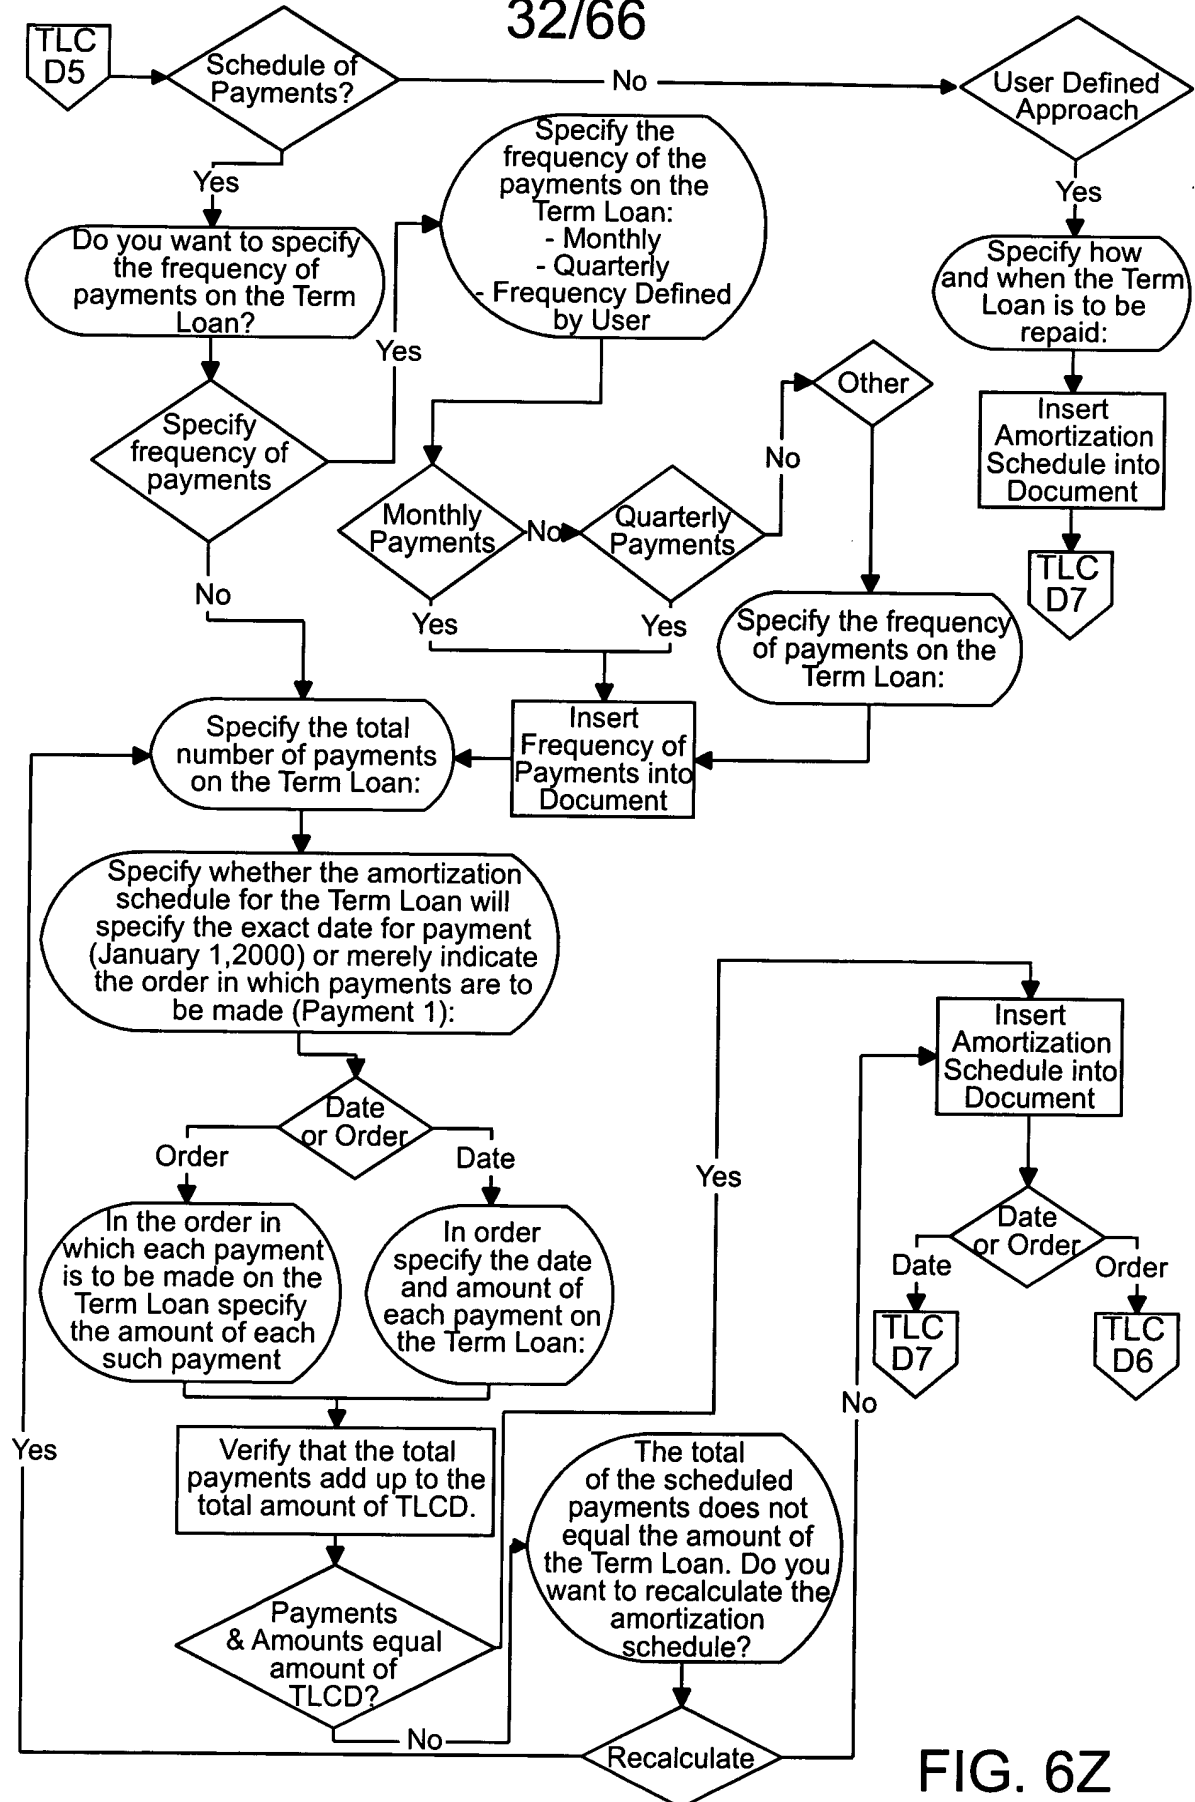 32/66
TLC
D5
Schedule of
Payments?
No
User Defined
Approach
Yes
Do you want to specify
the frequency of
payments on the Term
Loan?
Specify the
frequency of the
payments on the
Term Loan:
- Monthly
- Quarterly
- Frequency Defined
by User
Yes
Specify how
and when the Term
Loan is to be
repaid:
Yes
Specify
frequency of
payments
Other
No
Insert
Amortization
Schedule into
Document
Monthly
Payments
No
Quarterly
Payments
TLC
D7
No
Yes
Yes
Specify the frequency
of payments on the
Term Loan:
Specify the total
number of payments
on the Term Loan:
Insert
Frequency of
Payments into
Document
Specify whether the amortization
schedule for the Term Loan will
specify the exact date for payment
(January 1,2000) or merely indicate
the order in which payments are to
be made (Payment 1):
Insert
Amortization
Schedule into
Document
Date
or Order
Order
Date
Yes
In the order in
which each payment
is to be made on the
Term Loan specify
the amount of each
such payment
In order
specify the date
and amount of
each payment on
the Term Loan:
Date
or Order
Date
Order
TLC
D7
TLC
D6
No
Yes
Verify that the total
payments add up to the
total amount of TLCD.
The total
of the scheduled
payments does not
equal the amount of
the Term Loan. Do you
want to recalculate the
amortization
schedule?
Payments
& Amounts equal
amount of
TLCD?
No
Recalculate
FIG. 6Z